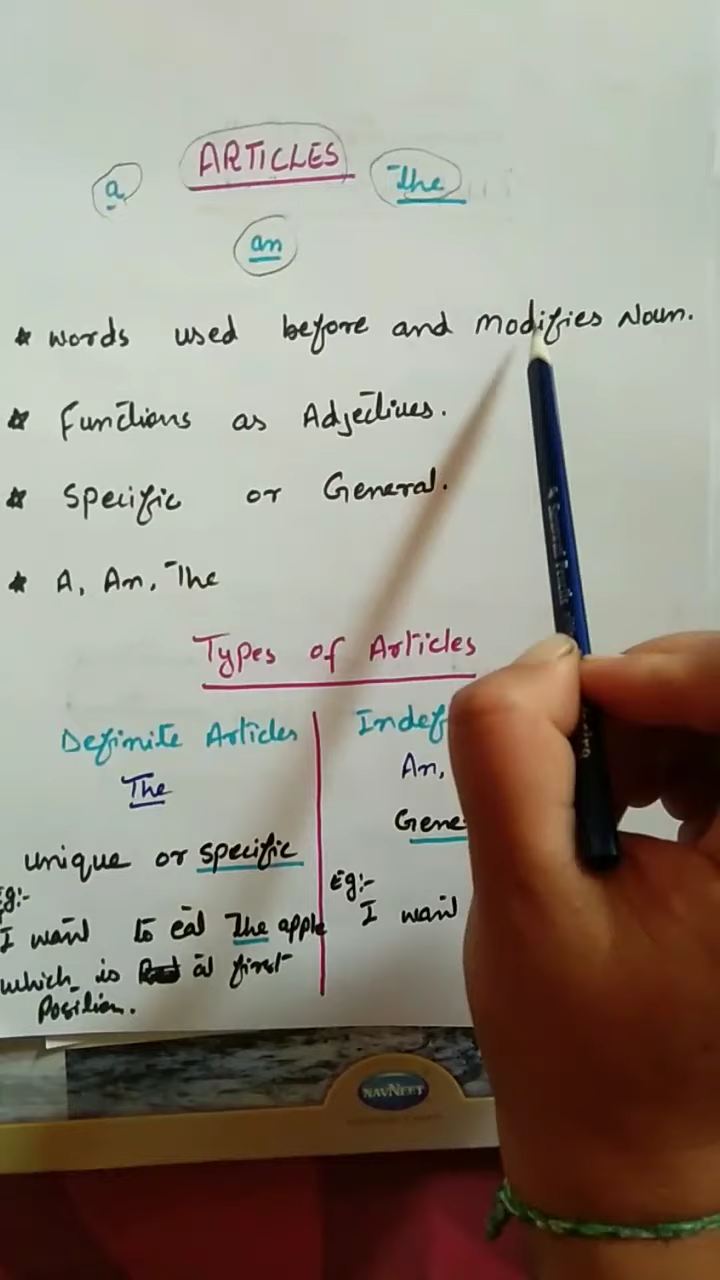 ARTICLES
a
The
an
* words used before and modifies Noun.
* Functions as Adjectives.
* Specific or General.
* A, An, The
Types of Articles
Definite Articles
The
unique or specific
Eg:-
I want to eat The apple
which is at first
Position.
Indef
An,
Gene
Eg:-
I want
NAVNEET